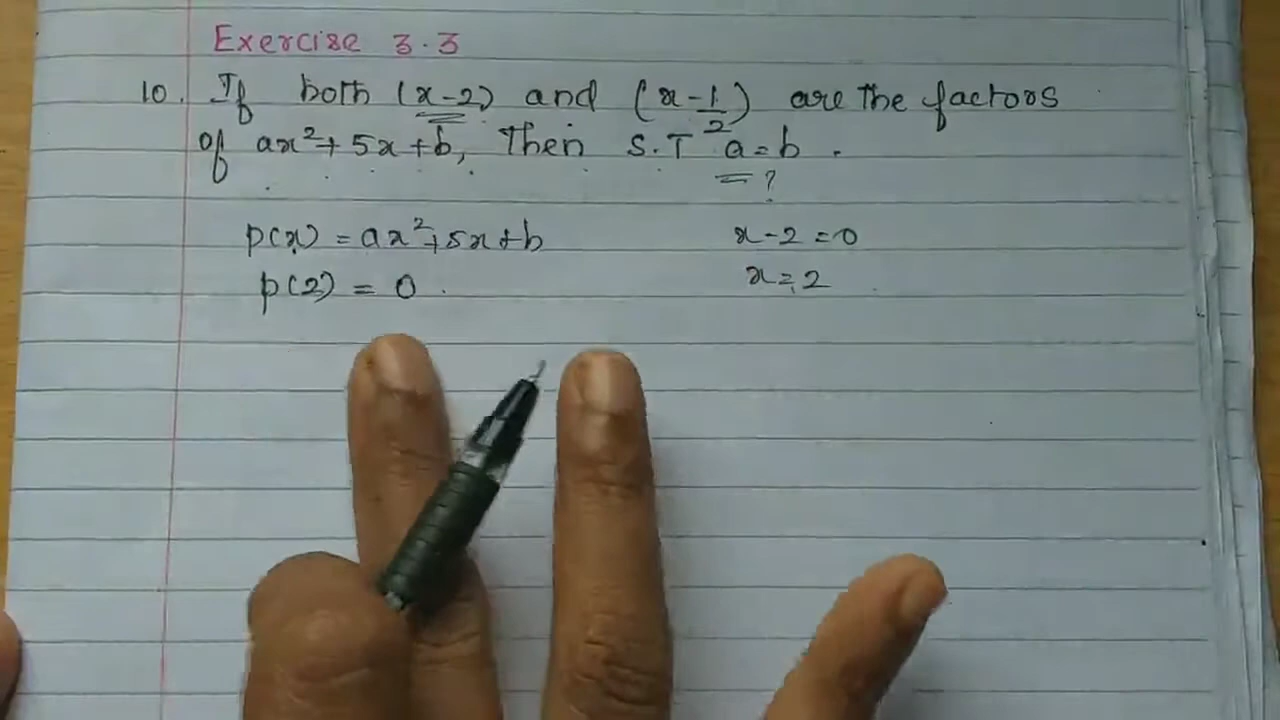 Exercise 3.3
10. If both (x-2) and (x-1/2) are the factors
of ax²+5x+b, Then S.T a=b.
?
p(x) = ax²+5x+b
x-2=0
p(2) = 0.
x=2